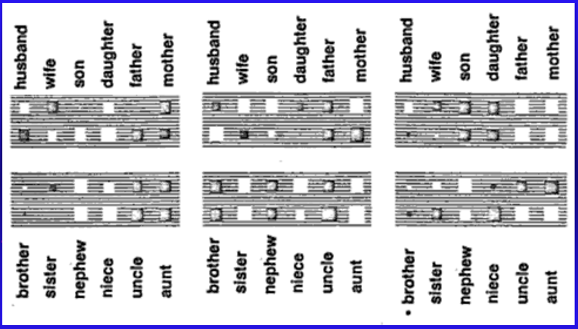 husband
wife
son
daughter
father
mother
husband
wife
son
daughter
father
mother
husband
wife
son
daughter
father
mother
brother
sister
nephew
niece
uncle
aunt
brother
sister
nephew
niece
uncle
aunt
brother
sister
nephew
niece
uncle
aunt